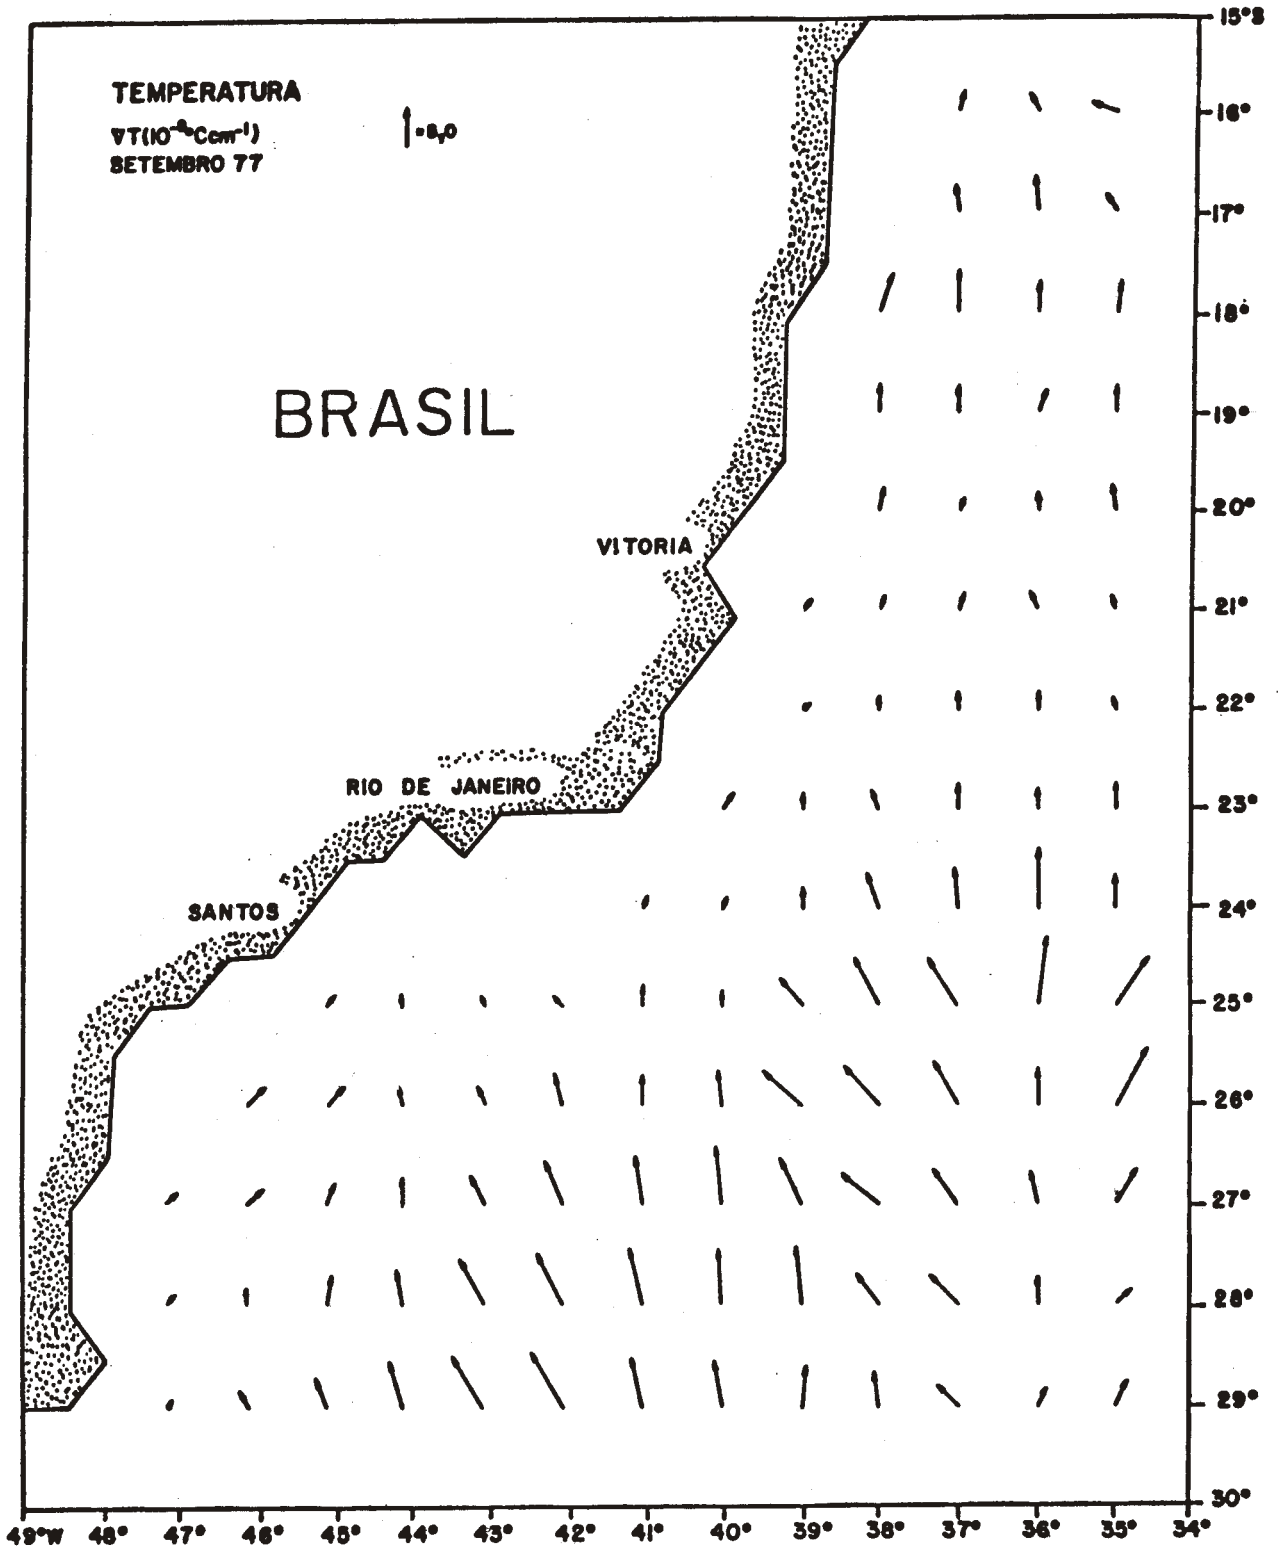 15°S
TEMPERATURA
∇T(10⁻⁸°Ccm⁻¹)
=8,0
SETEMBRO 77
16°
17°
18°
BRASIL
19°
20°
VITORIA
21°
22°
RIO DE JANEIRO
23°
SANTOS
24°
25°
26°
27°
28°
29°
30°
49°W 48° 47° 46° 45° 44° 43° 42° 41° 40° 39° 38° 37° 36° 35° 34°